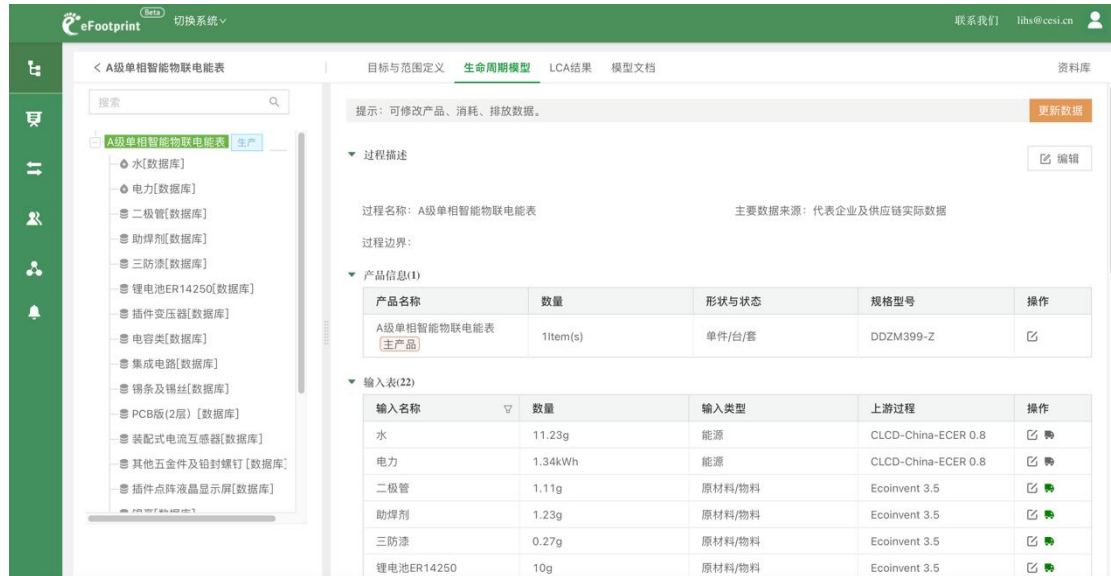 eFootprint (Beta) 切换系统 联系我们 lihs@cesi.cn
< A级单相智能物联电能表 目标与范围定义 生命周期模型 LCA结果 模型文档 资料库
搜索
提示：可修改产品、消耗、排放数据。 更新数据
A级单相智能物联电能表 生产
水[数据库]
电力[数据库]
二极管[数据库]
助焊剂[数据库]
三防漆[数据库]
锂电池ER14250[数据库]
插件变压器[数据库]
电容类[数据库]
集成电路[数据库]
锡条及锡丝[数据库]
PCB版(2层) [数据库]
装配式电流互感器[数据库]
其他五金件及铅封螺钉[数据库]
插件点阵液晶显示屏[数据库]
过程描述 编辑
过程名称：A级单相智能物联电能表 主要数据来源：代表企业及供应链实际数据
过程边界：
产品信息(1)
产品名称 数量 形状与状态 规格型号 操作
A级单相智能物联电能表 主产品 1Item(s) 单件/台/套 DDZM399-Z
输入表(22)
输入名称 数量 输入类型 上游过程 操作
水 11.23g 能源 CLCD-China-ECER 0.8
电力 1.34kWh 能源 CLCD-China-ECER 0.8
二极管 1.11g 原材料/物料 Ecoinvent 3.5
助焊剂 1.23g 原材料/物料 Ecoinvent 3.5
三防漆 0.27g 原材料/物料 Ecoinvent 3.5
锂电池ER14250 10g 原材料/物料 Ecoinvent 3.5